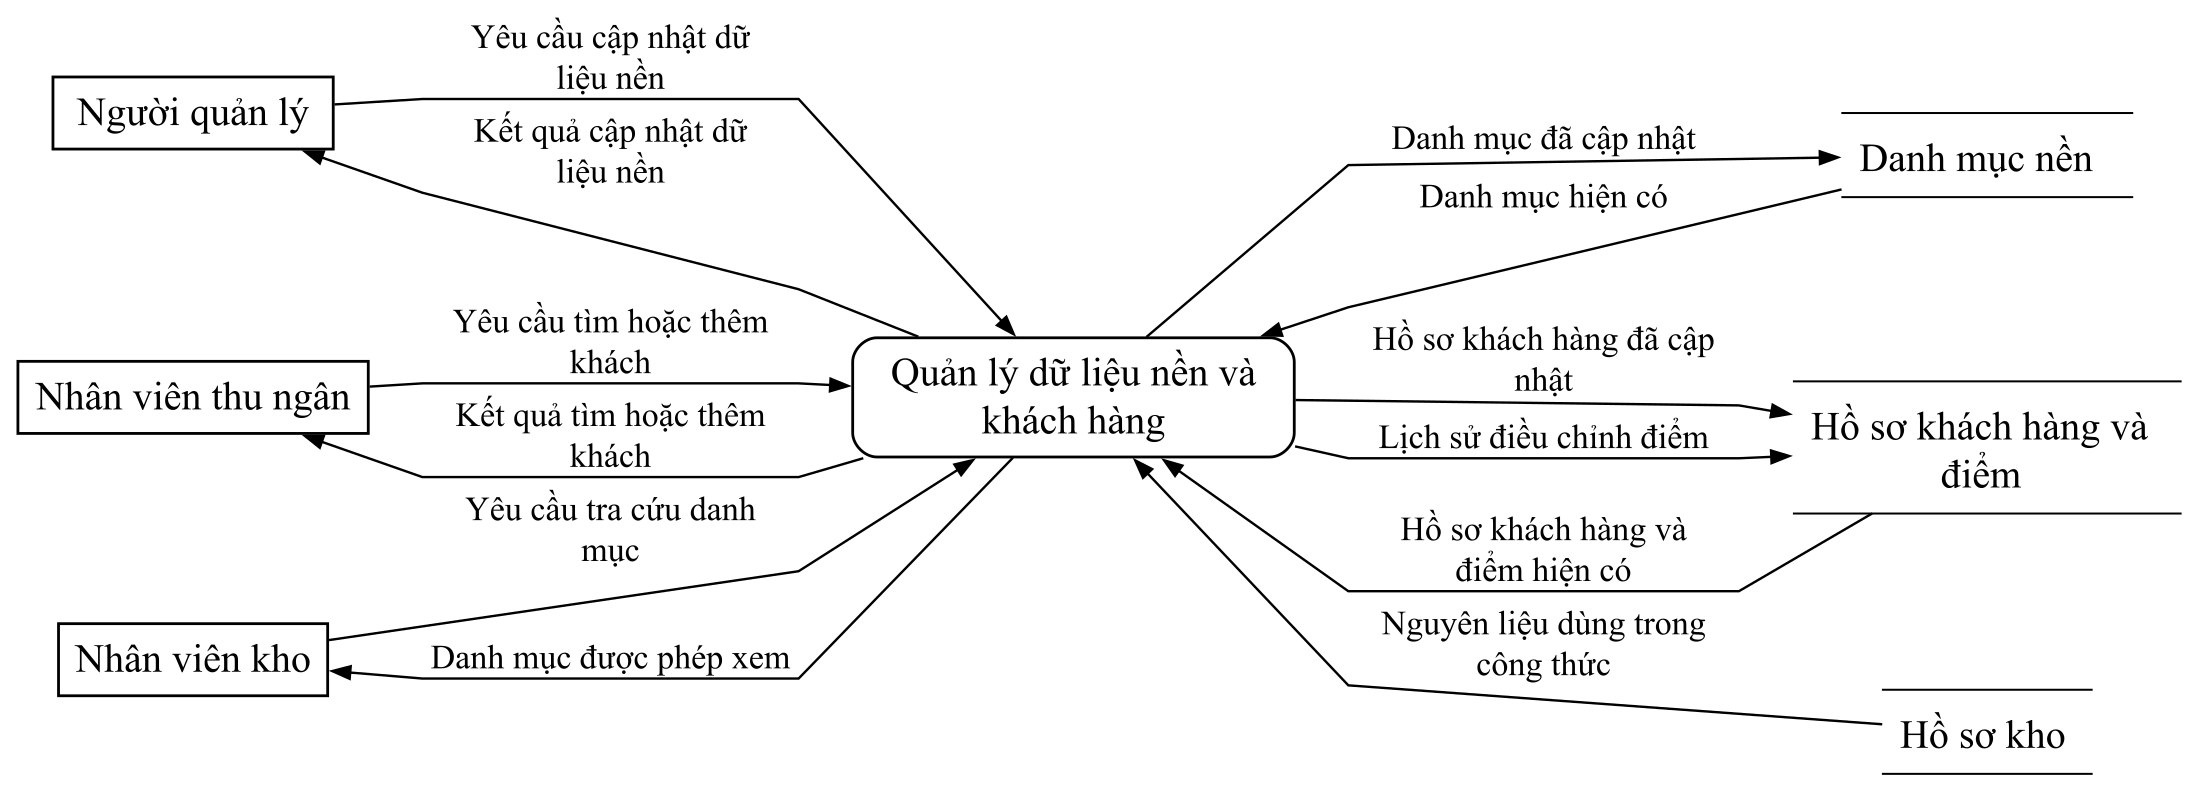 Yêu cầu cập nhật dữ
liệu nền
Người quản lý
Kết quả cập nhật dữ
liệu nền
Danh mục đã cập nhật
Danh mục nền
Danh mục hiện có
Yêu cầu tìm hoặc thêm
khách
Nhân viên thu ngân
Kết quả tìm hoặc thêm
khách
Quản lý dữ liệu nền và
khách hàng
Hồ sơ khách hàng đã cập
nhật
Lịch sử điều chỉnh điểm
Hồ sơ khách hàng và
điểm
Yêu cầu tra cứu danh
mục
Hồ sơ khách hàng và
điểm hiện có
Nhân viên kho
Danh mục được phép xem
Nguyên liệu dùng trong
công thức
Hồ sơ kho